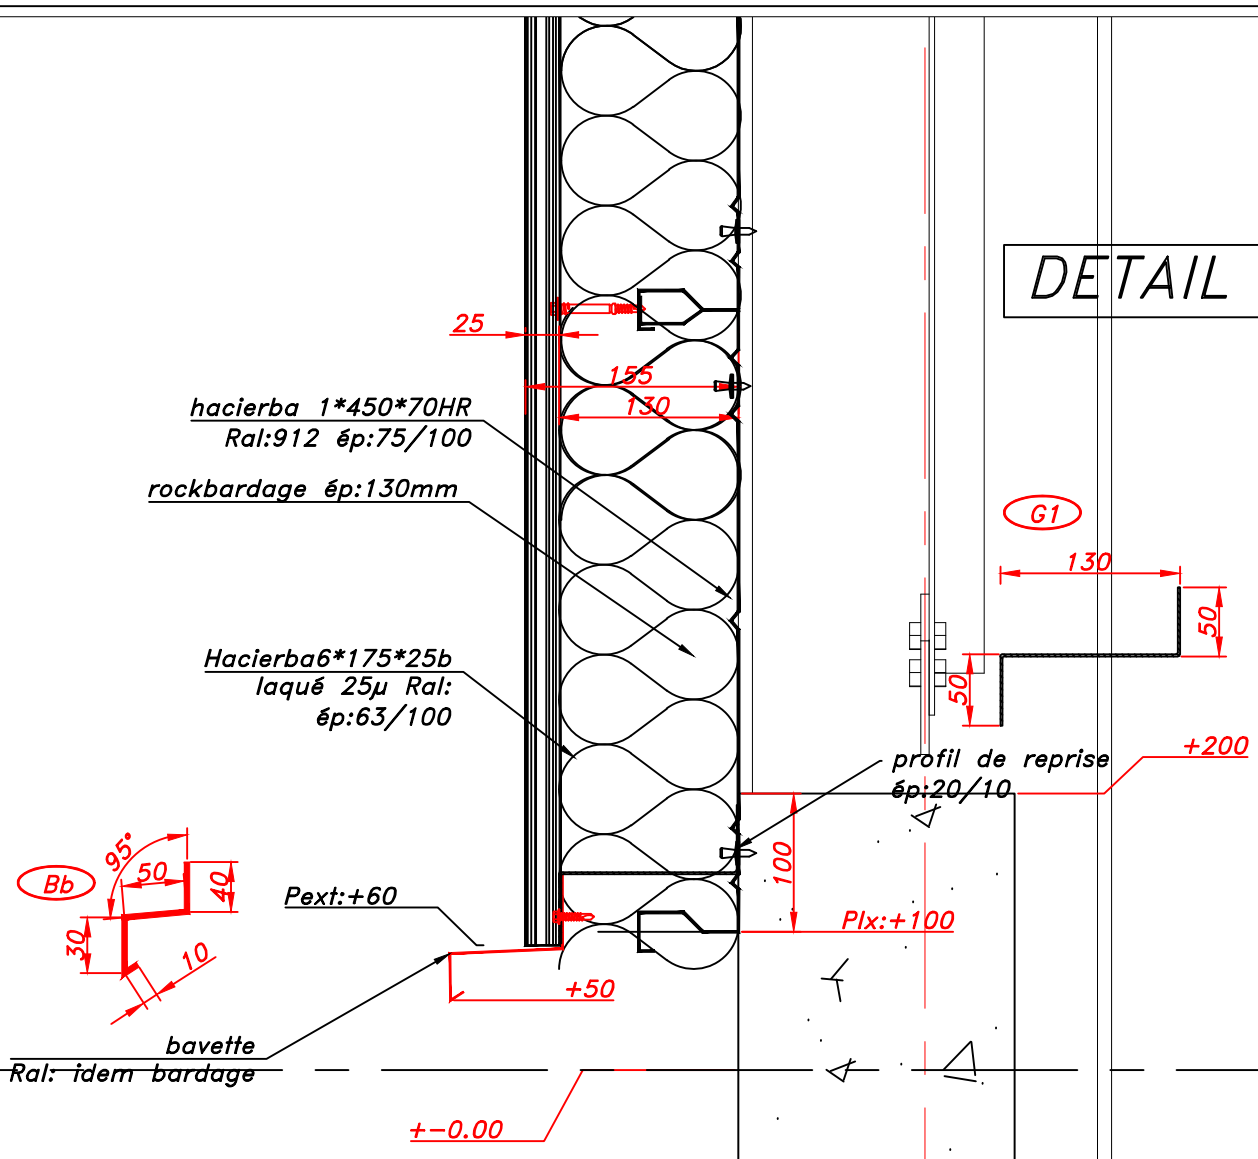 DETAIL
25
155
130
hacierba 1*450*70HR
Ral:912 ép:75/100
rockbardage ép:130mm
G1
130
50
50
Hacierba6*175*25b
laqué 25µ Ral:
ép:63/100
+200
profil de reprise
ép:20/10
95°
50
40
Bb
30
10
100
Pext:+60
Plx:+100
+50
bavette
Ral: idem bardage
+-0.00